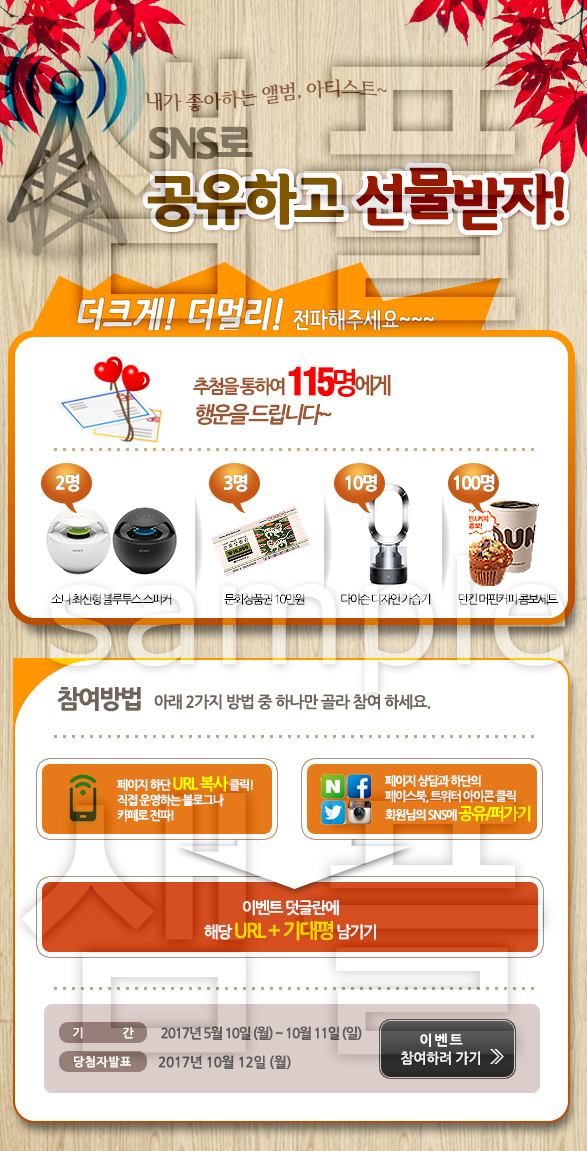 내가 좋아하는 앨범, 아티스트~
SNS로
공유하고 선물받자!
더크게! 더멀리! 전파해주세요~~~
추첨을 통하여 115명에게
행운을 드립니다~
2명
3명
10명
100명
SONY
SONY
소니 최신형 블루투스 스피커
문화상품권 10만원
다이슨 디자인 가습기
던킨 머핀커피 콤보세트
샘플
sample
참여방법 아래 2가지 방법 중 하나만 골라 참여 하세요.
페이지 하단 URL 복사 클릭!
직접 운영하는 블로그나
카페로 전파!
N f
페이지 상담과 하단의
페이스북, 트위터 아이콘 클릭
회원님의 SNS에 공유/퍼가기
샘플
이벤트 덧글란에
해당 URL + 기대평 남기기
기 간 2017년 5월 10일 (월) ~ 10월 11일 (일)
당첨자발표 2017년 10월 12일 (월)
이벤트
참여하러 가기